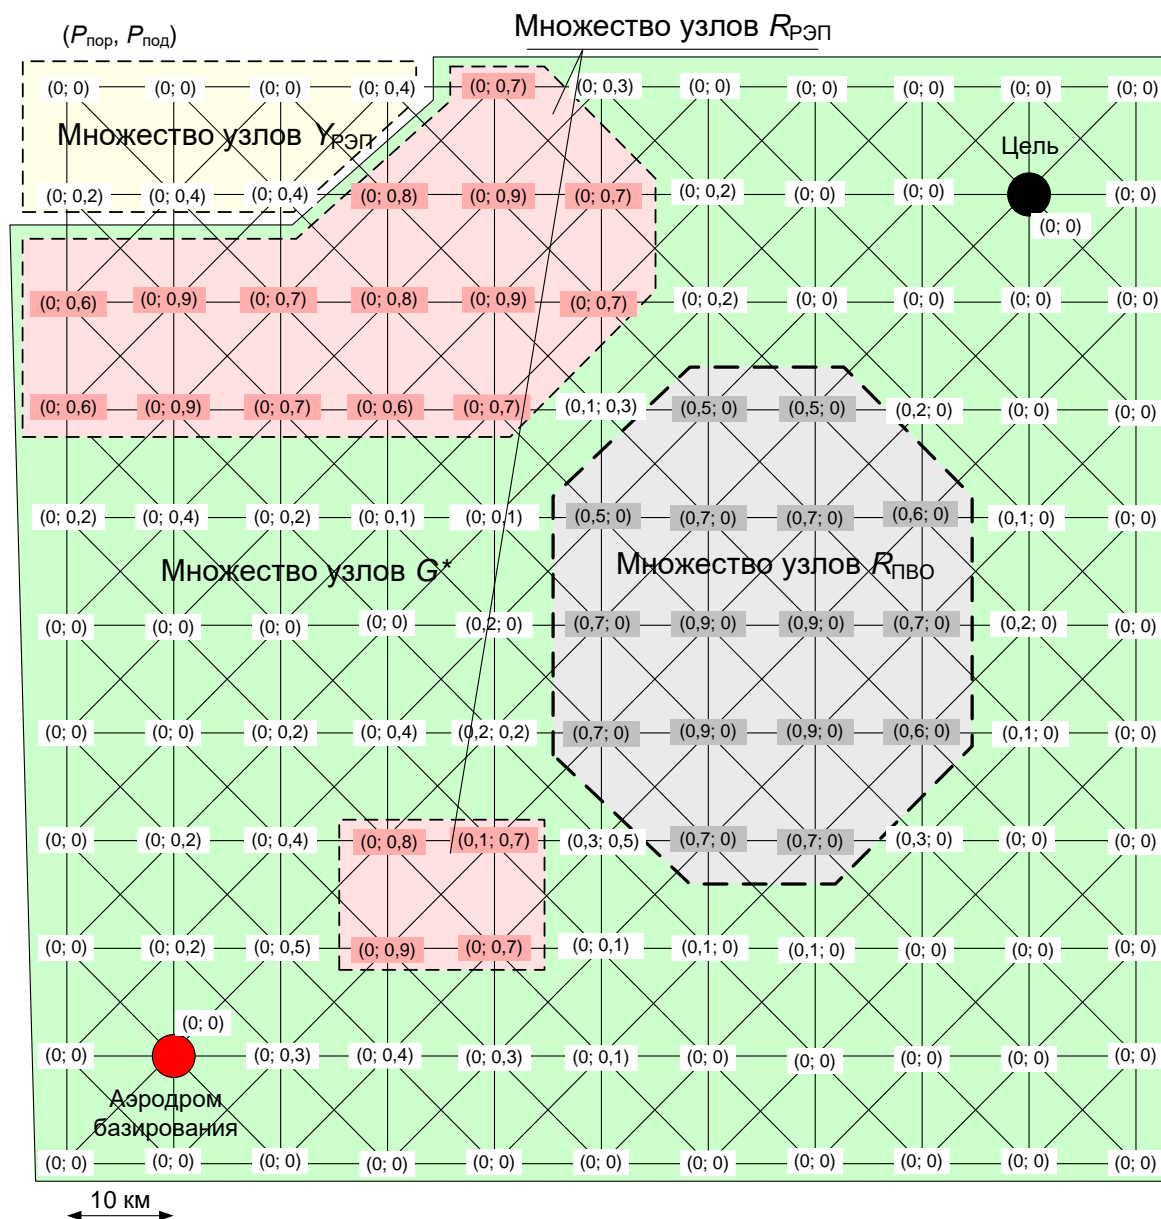 (Pпор, Pпод)
Множество узлов RРЭП
(0; 0) (0; 0) (0; 0) (0; 0,4) (0; 0,7) (0; 0,3) (0; 0) (0; 0) (0; 0) (0; 0) (0; 0)
Множество узлов YРЭП
Цель
(0; 0,2) (0; 0,4) (0; 0,4) (0; 0,8) (0; 0,9) (0; 0,7) (0; 0,2) (0; 0) (0; 0) (0; 0)
(0; 0)
(0; 0,6) (0; 0,9) (0; 0,7) (0; 0,8) (0; 0,9) (0; 0,7) (0; 0,2) (0; 0) (0; 0) (0; 0) (0; 0)
(0; 0,6) (0; 0,9) (0; 0,7) (0; 0,6) (0; 0,7) (0,1; 0,3) (0,5; 0) (0,5; 0) (0,2; 0) (0; 0) (0; 0)
(0; 0,2) (0; 0,4) (0; 0,2) (0; 0,1) (0; 0,1) (0,5; 0) (0,7; 0) (0,7; 0) (0,6; 0) (0,1; 0) (0; 0)
Множество узлов G* Множество узлов RПВО
(0; 0) (0; 0) (0; 0) (0; 0) (0,2; 0) (0,7; 0) (0,9; 0) (0,9; 0) (0,7; 0) (0,2; 0) (0; 0)
(0; 0) (0; 0) (0; 0,2) (0; 0,4) (0,2; 0,2) (0,7; 0) (0,9; 0) (0,9; 0) (0,6; 0) (0,1; 0) (0; 0)
(0; 0) (0; 0,2) (0; 0,4) (0; 0,8) (0,1; 0,7) (0,3; 0,5) (0,7; 0) (0,7; 0) (0,3; 0) (0; 0) (0; 0)
(0; 0) (0; 0,2) (0; 0,5) (0; 0,9) (0; 0,7) (0; 0,1) (0,1; 0) (0,1; 0) (0; 0) (0; 0) (0; 0)
(0; 0)
(0; 0) (0; 0,3) (0; 0,4) (0; 0,3) (0; 0,1) (0; 0) (0; 0) (0; 0) (0; 0) (0; 0)
Аэродром
базирования
(0; 0) (0; 0) (0; 0) (0; 0) (0; 0) (0; 0) (0; 0) (0; 0) (0; 0) (0; 0) (0; 0)
10 км